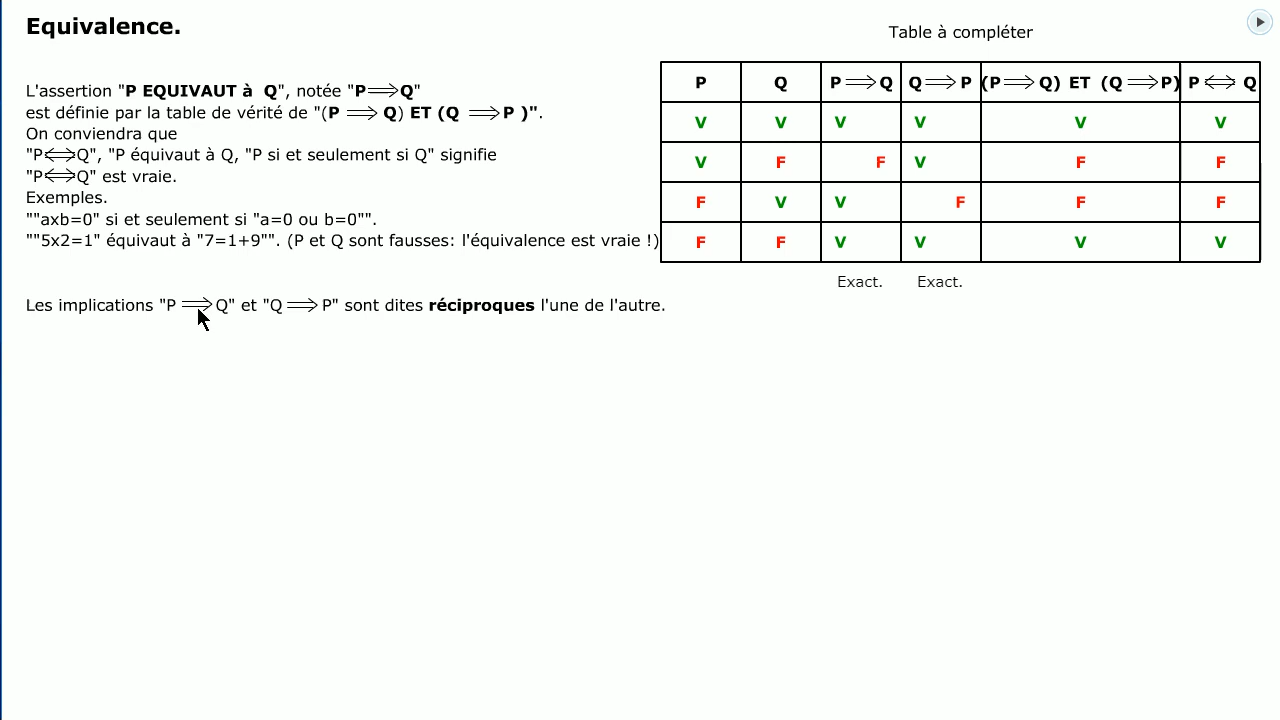 Equivalence.
L'assertion "P EQUIVAUT à Q", notée "P⟹Q"
est définie par la table de vérité de "(P ⟹ Q) ET (Q ⟹P )".
On conviendra que
"P⟺Q", "P équivaut à Q, "P si et seulement si Q" signifie
"P⟺Q" est vraie.
Exemples.
""axb=0" si et seulement si "a=0 ou b=0"".
""5x2=1" équivaut à "7=1+9"". (P et Q sont fausses: l'équivalence est vraie !)
Les implications "P ⟹Q" et "Q ⟹ P" sont dites réciproques l'une de l'autre.
Table à compléter
P Q P⟹Q Q⟹P (P⟹ Q) ET (Q ⟹P) P ⟺ Q
V V V V V V
V F F V F F
F V V F F F
F F V V V V
Exact. Exact.